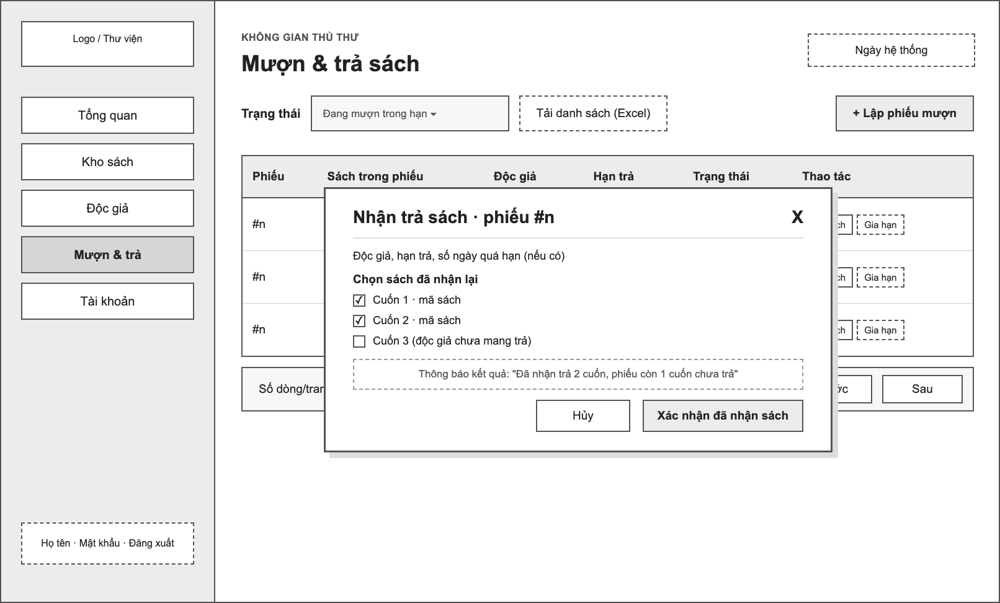 Logo / Thư viện
Tổng quan
Kho sách
Độc giả
Mượn & trả
Tài khoản
Họ tên · Mật khẩu · Đăng xuất
KHÔNG GIAN THỦ THƯ
Mượn & trả sách
Ngày hệ thống
Trạng thái
Đang mượn trong hạn
Tải danh sách (Excel)
+ Lập phiếu mượn
Phiếu Sách trong phiếu Độc giả Hạn trả Trạng thái Thao tác
#n
Gia hạn
#n
Gia hạn
#n
Gia hạn
Số dòng/tran
Sau
Nhận trả sách · phiếu #n
X
Độc giả, hạn trả, số ngày quá hạn (nếu có)
Chọn sách đã nhận lại
Cuốn 1 · mã sách
Cuốn 2 · mã sách
Cuốn 3 (độc giả chưa mang trả)
Thông báo kết quả: "Đã nhận trả 2 cuốn, phiếu còn 1 cuốn chưa trả"
Hủy
Xác nhận đã nhận sách